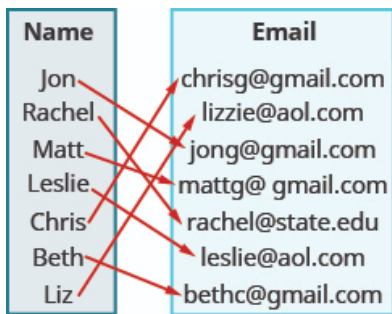 Name
Jon
Rachel
Matt
Leslie
Chris
Beth
Liz
Email
chrisg@gmail.com
lizzie@aol.com
jong@gmail.com
mattg@ gmail.com
rachel@state.edu
leslie@aol.com
bethc@gmail.com